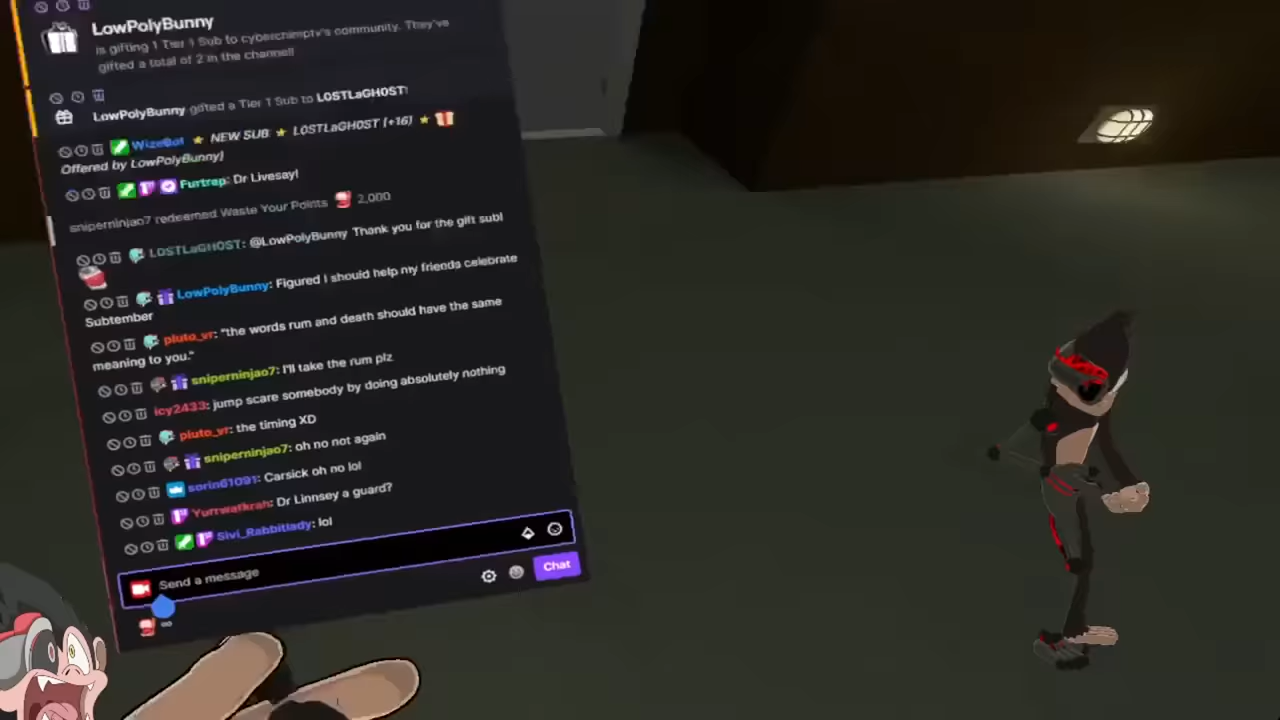 LowPolyBunny
is gifting 1 Tier 1 Sub to cyberchimptv's community. They've
gifted a total of 2 in the channel!
LowPolyBunny gifted a Tier 1 Sub to L0STLaGH0ST!
WizeBot ★ NEW SUB ★ L0STLaGH0ST (+16) ★
Offered by LowPolyBunny)
Furtrap: Dr Livesay!
sniperninjao7 redeemed Waste Your Points 2,000
L0STLaGH0ST: @LowPolyBunny Thank you for the gift sub!
LowPolyBunny: Figured I should help my friends celebrate
Subtember
pluto_vr: "the words rum and death should have the same
meaning to you."
sniperninjao7: I'll take the rum plz
icy2433: jump scare somebody by doing absolutely nothing
pluto_vr: the timing XD
sniperninjao7: oh no not again
sorin61091: Carsick oh no lol
Yurrwatkrah: Dr Linnsey a guard?
Sivi_Rabbitlady: lol
Send a message
Chat
∞